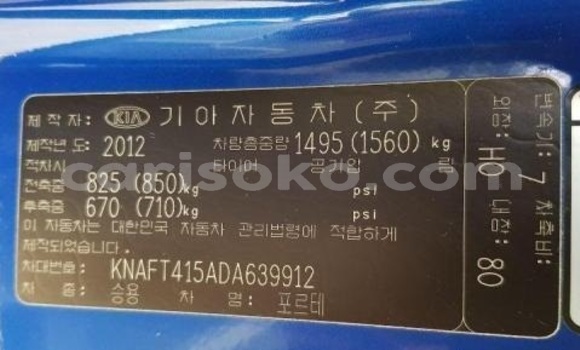 제작자: KIA 기아자동차(주)
제작년도: 2012 차량총중량 1495(1560)kg
적차시 타이어 공기압 림
전축중 825(850)kg psi
후축중 670(710)kg psi
이 자동차는 대한민국 자동차 관리법령에 적합하게
제작되었습니다.
차대번호: KNAFT415ADA639912
차종: 승용 차명: 포르테
변속기: 7 차축비:
외장: HO 내장: 80
carisoko.com